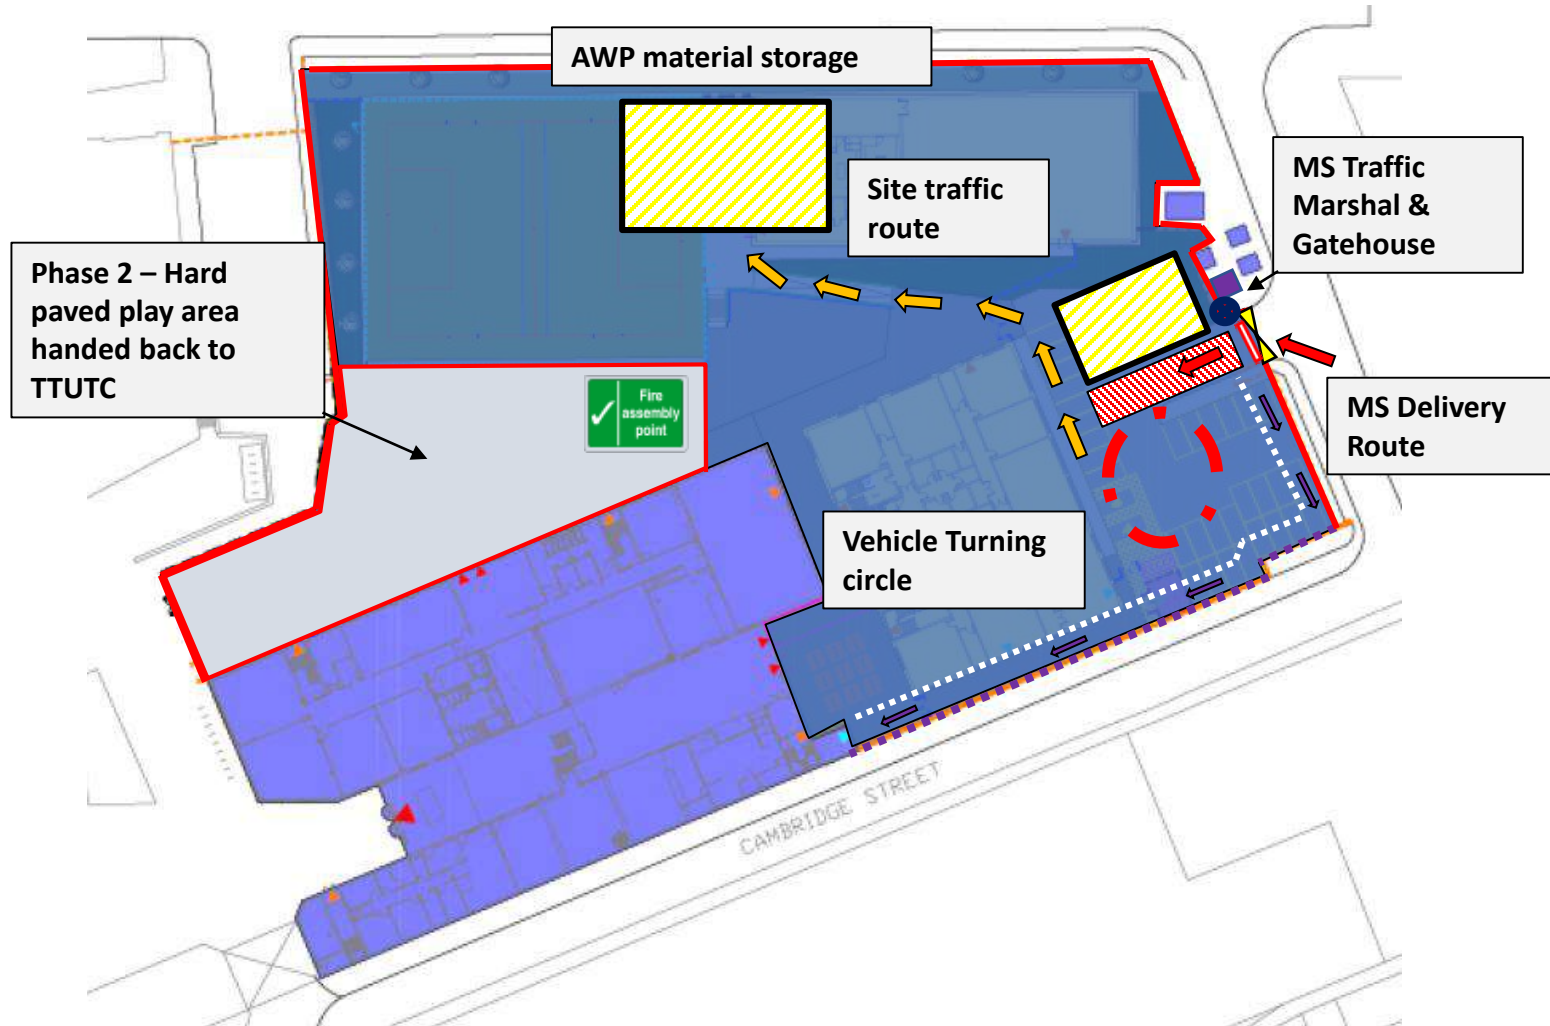 AWP material storage
MS Traffic
Marshal &
Gatehouse
Site traffic
route
Phase 2 – Hard
paved play area
handed back to
TTUTC
Fire
assembly
point
MS Delivery
Route
Vehicle Turning
circle
CAMBRIDGE STREET